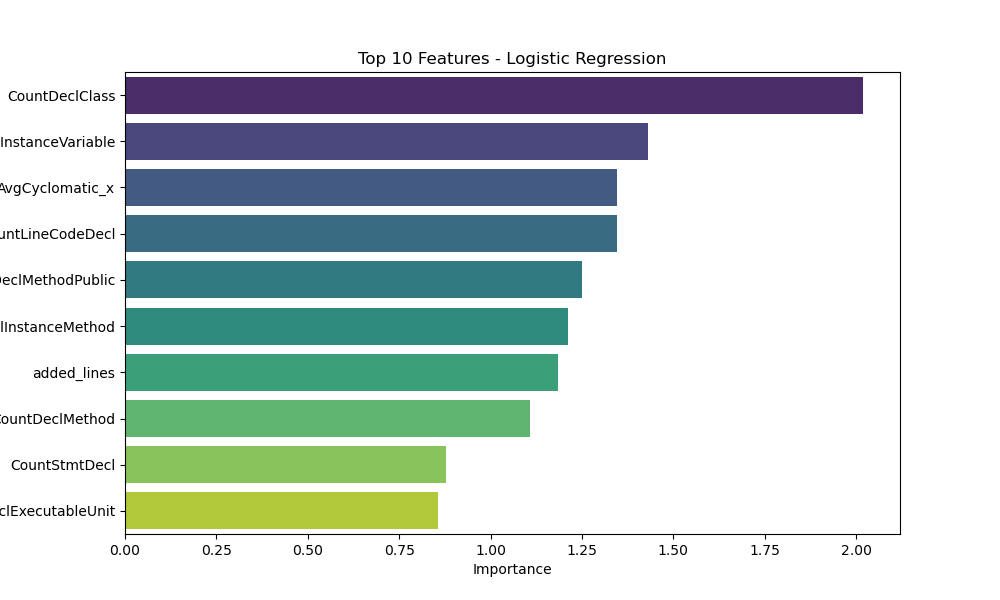 Top 10 Features - Logistic Regression
CountDeclClass
InstanceVariable
AvgCyclomatic_x
untLineCodeDecl
DeclMethodPublic
lInstanceMethod
added_lines
CountDeclMethod
CountStmtDecl
clExecutableUnit
0.00 0.25 0.50 0.75 1.00 1.25 1.50 1.75 2.00
Importance